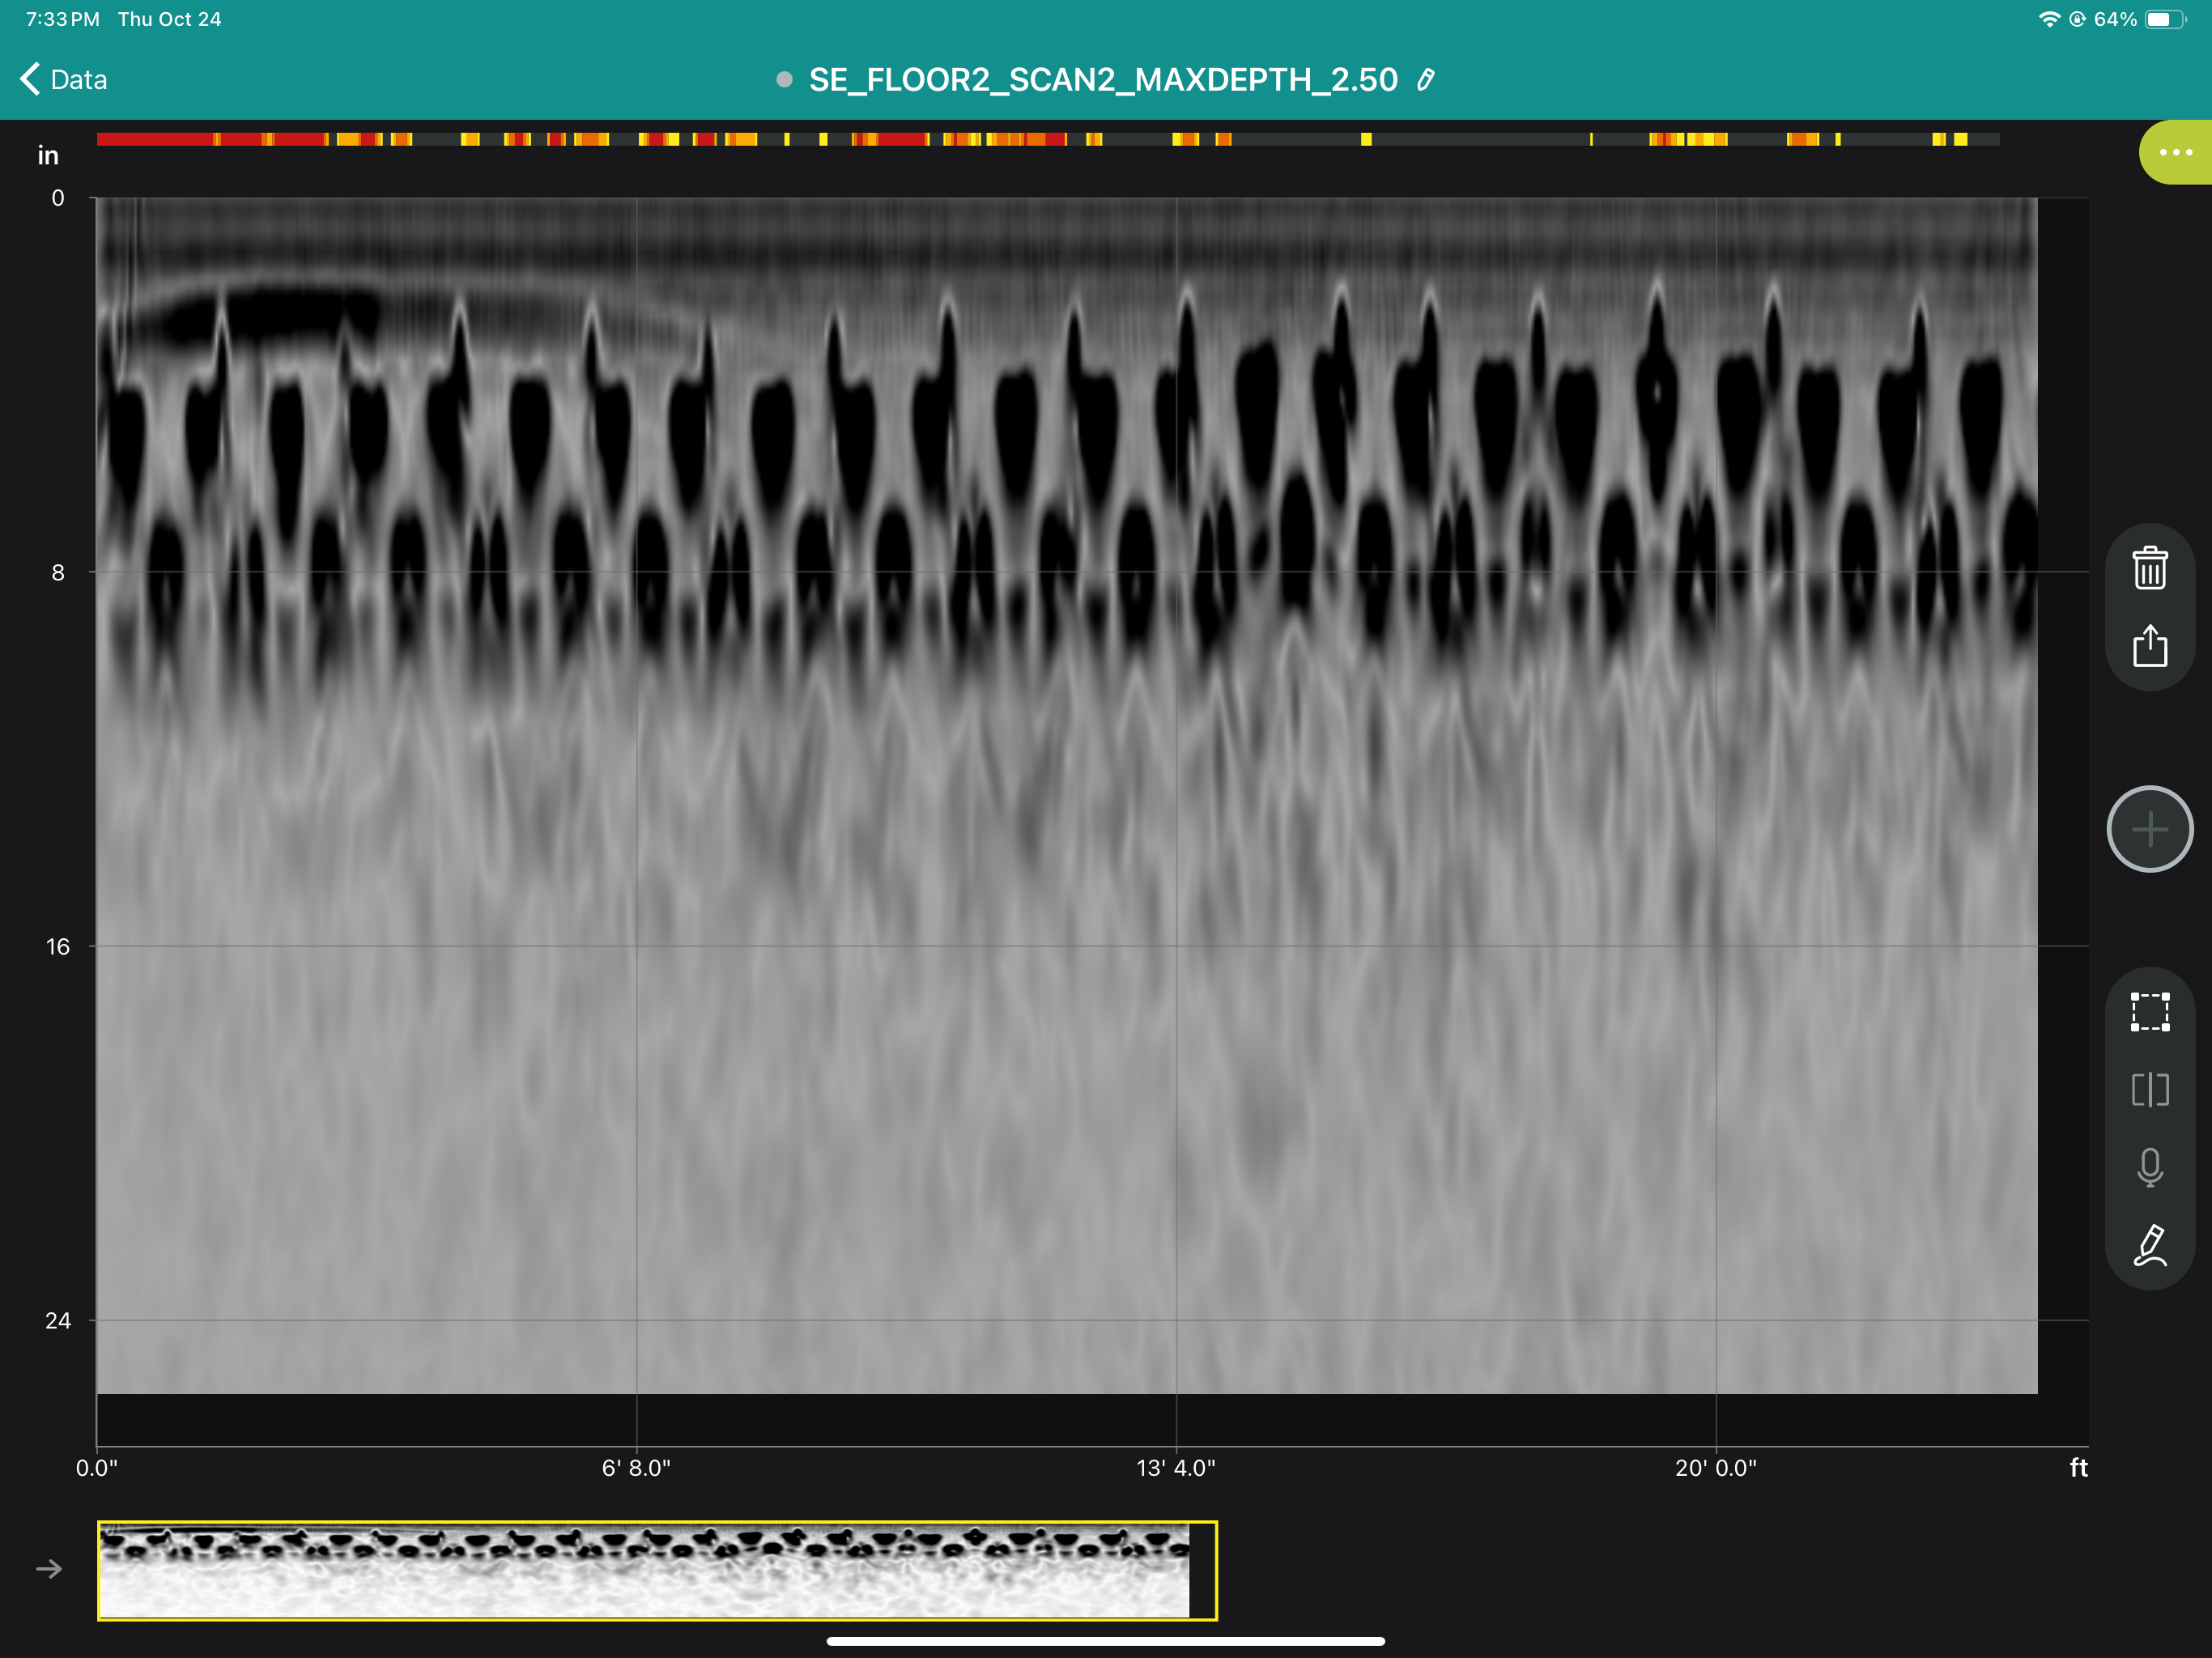 7:33 PM Thu Oct 24
64%
Data
SE_FLOOR2_SCAN2_MAXDEPTH_2.50
in
0
8
16
24
0.0" 6' 8.0" 13' 4.0" 20' 0.0" ft